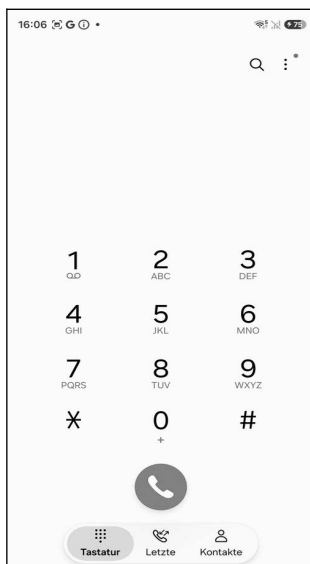 16:06 G 75
1 2 3
ABC DEF
4 5 6
GHI JKL MNO
7 8 9
PQRS TUV WXYZ
* 0 #
+
Tastatur Letzte Kontakte